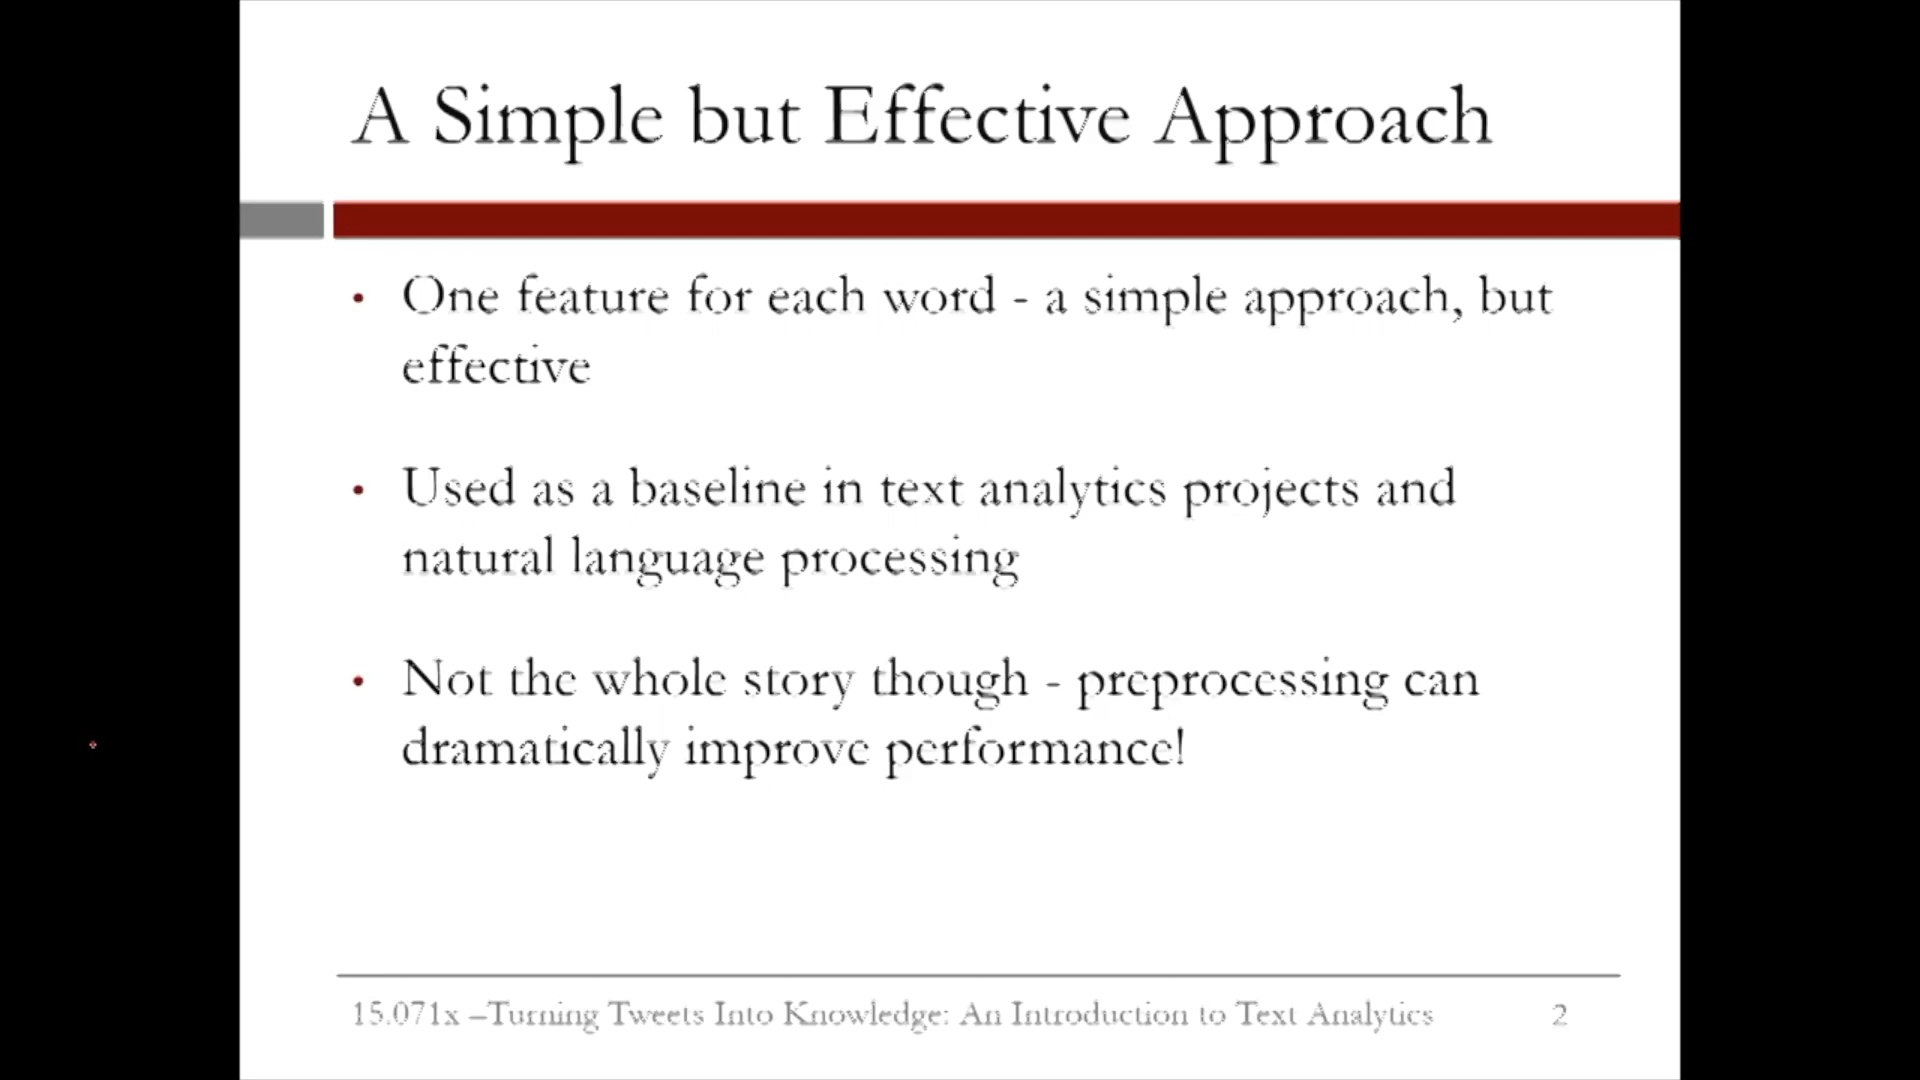 A Simple but Effective Approach
• One feature for each word - a simple approach, but
effective
• Used as a baseline in text analytics projects and
natural language processing
• Not the whole story though - preprocessing can
dramatically improve performance!
15.071x –Turning Tweets Into Knowledge: An Introduction to Text Analytics 2